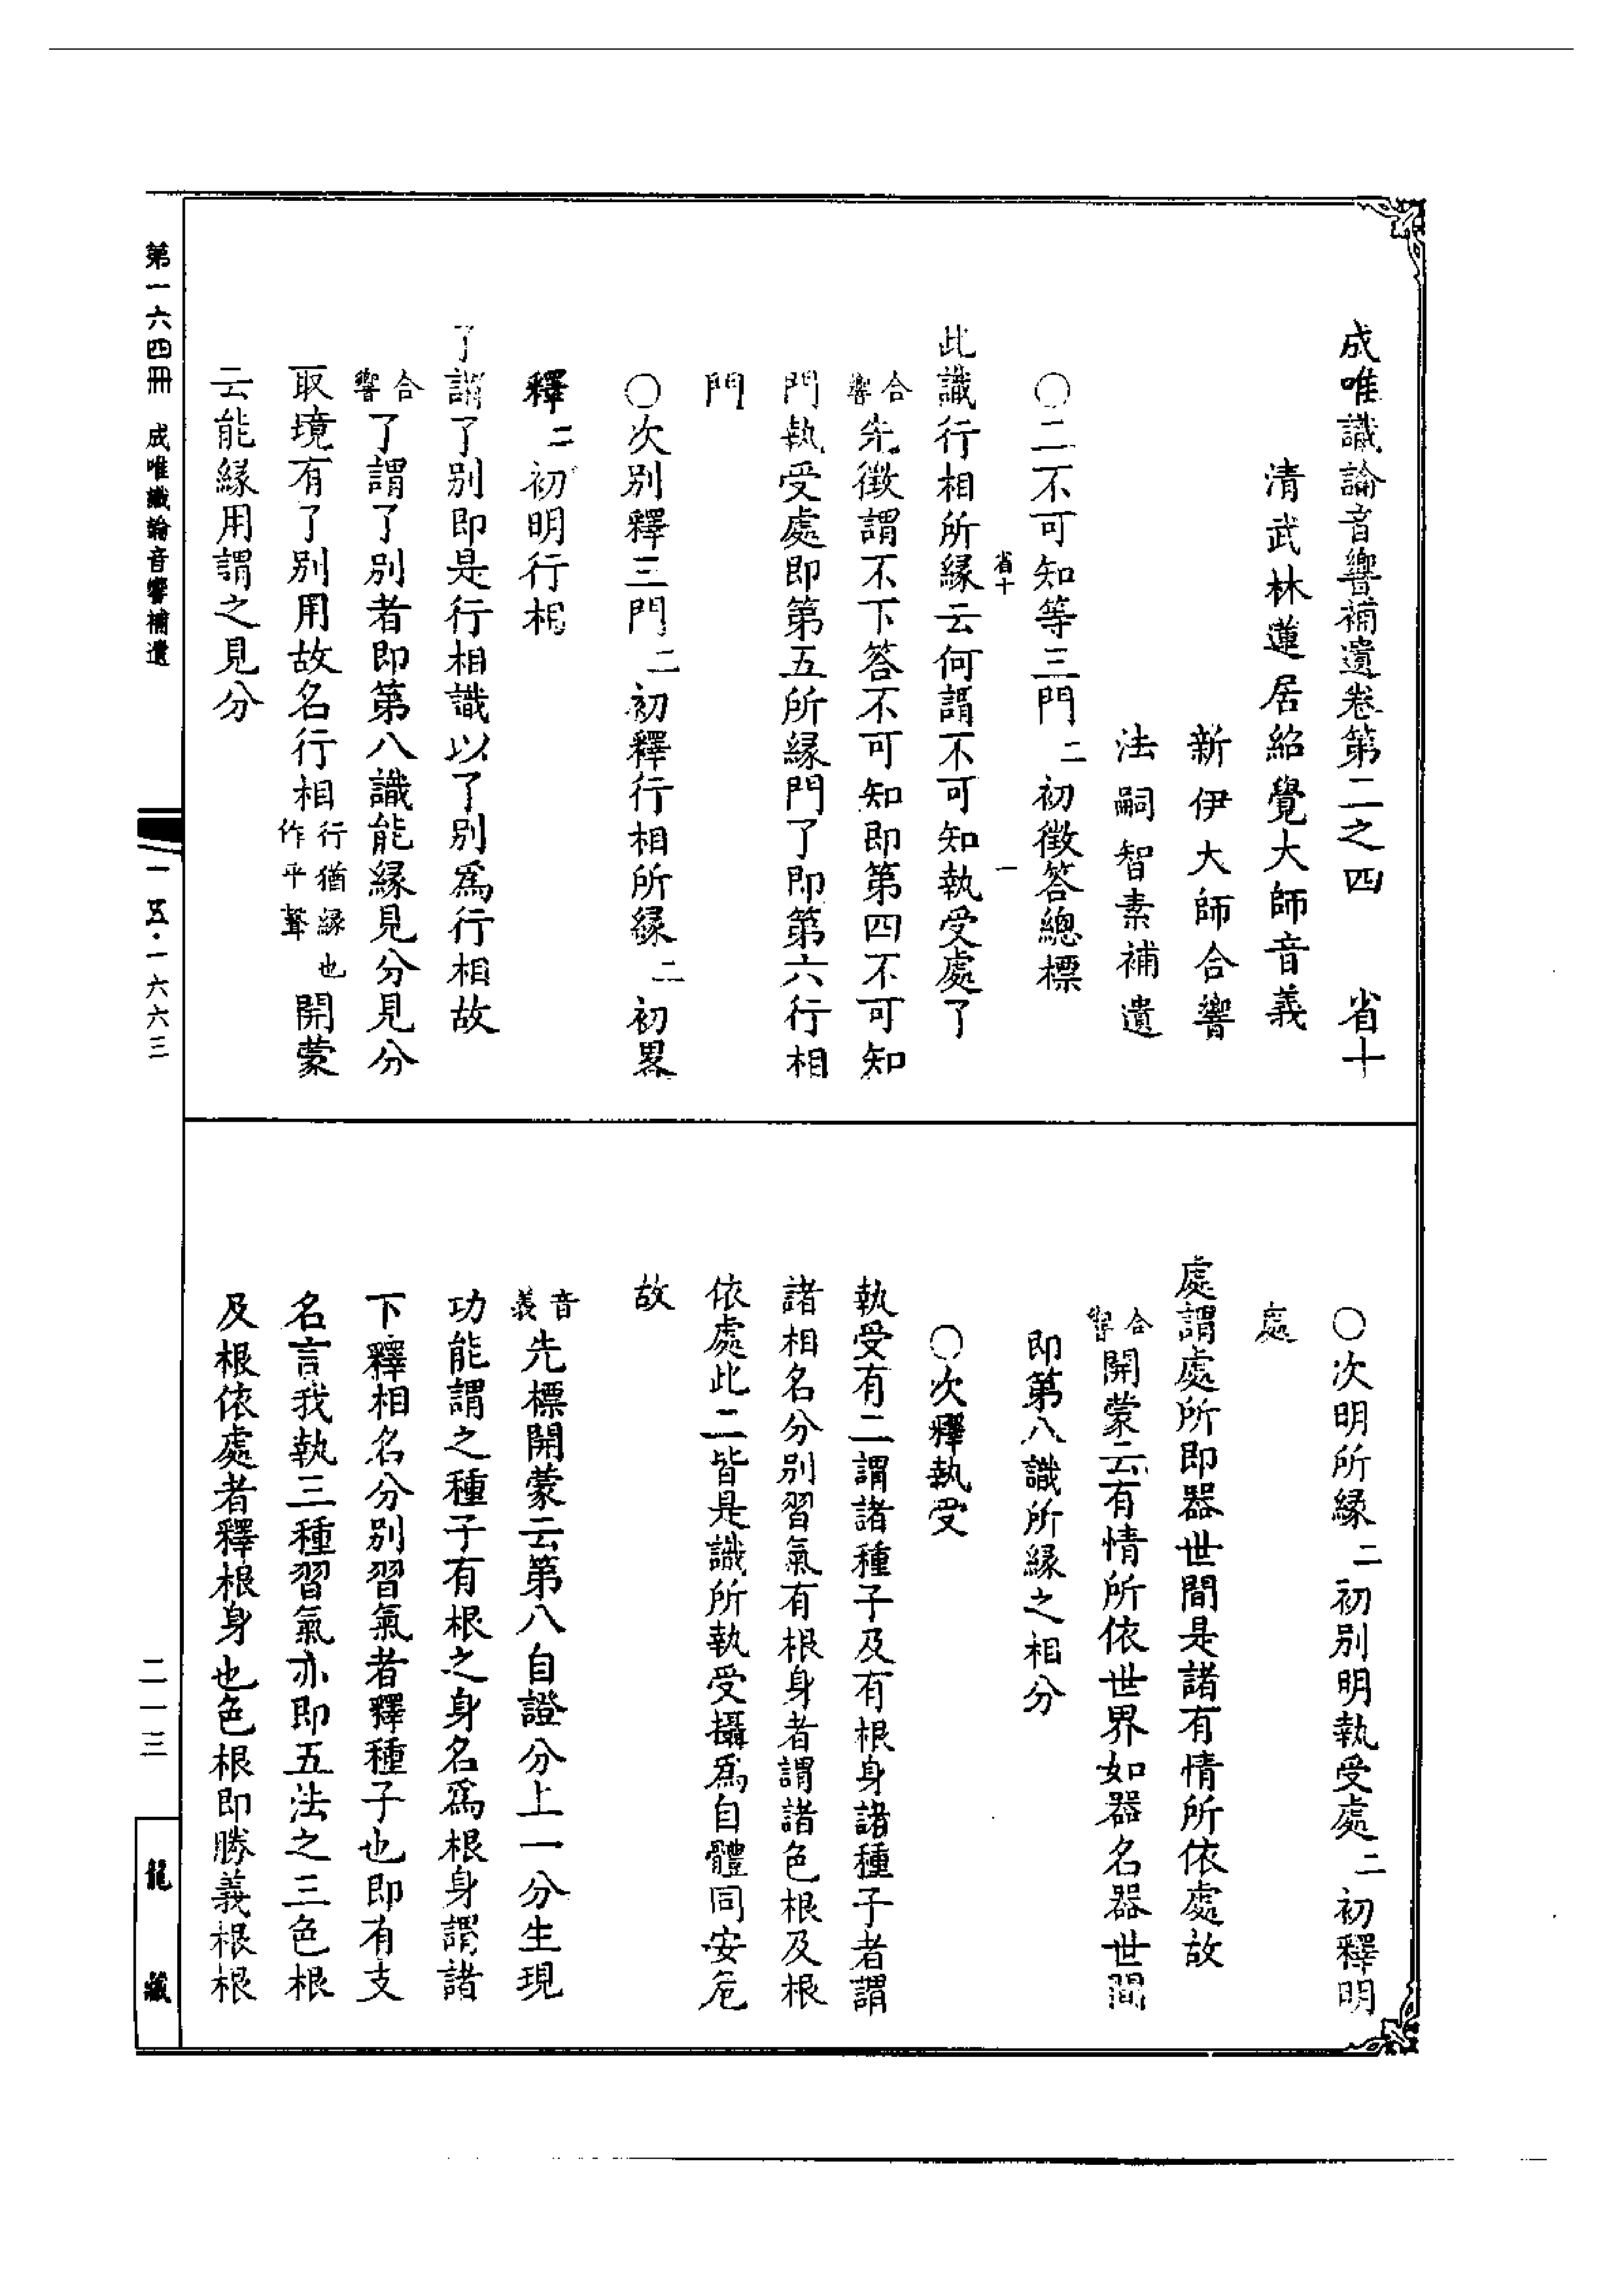 成唯識論音響補遺卷第二之四　省十
清武林蓮居紹覺大師音義
新伊大師合響
法嗣智素補遺
○二不可知等三門二初徵答總標
省十　一
此識行相所緣云何謂不可知執受處了
合響先徵謂不下答不可知即第四不可知
門執受處即第五所緣門了即第六行相
門
○次別釋三門二初釋行相所緣二初畧
釋二初明行相
了謂了別即是行相識以了別爲行相故
合響了謂了別者即第八識能緣見分見分
取境有了別用故名行相行猶緣也作平聲開蒙
云能緣用謂之見分
○次明所緣二初別明執受處二初釋明
處
處謂處所即器世間是諸有情所依處故
合響開蒙云有情所依世界如器名器世間
即第八識所緣之相分
○次釋執受
執受有二謂諸種子及有根身諸種子者謂
諸相名分別習氣有根身者謂諸色根及根
依處此二皆是識所執受攝爲自體同安危
故
音義先標開蒙云第八自證分上一分生現
功能謂之種子有根之身名爲根身謂諸
下釋相名分別習氣者釋種子也即有支
名言我執三種習氣亦即五法之三色根
及根依處者釋根身也色根即勝義根根
第一六四冊　成唯識論音響補遺
一五・一六六三
二一三
龍藏